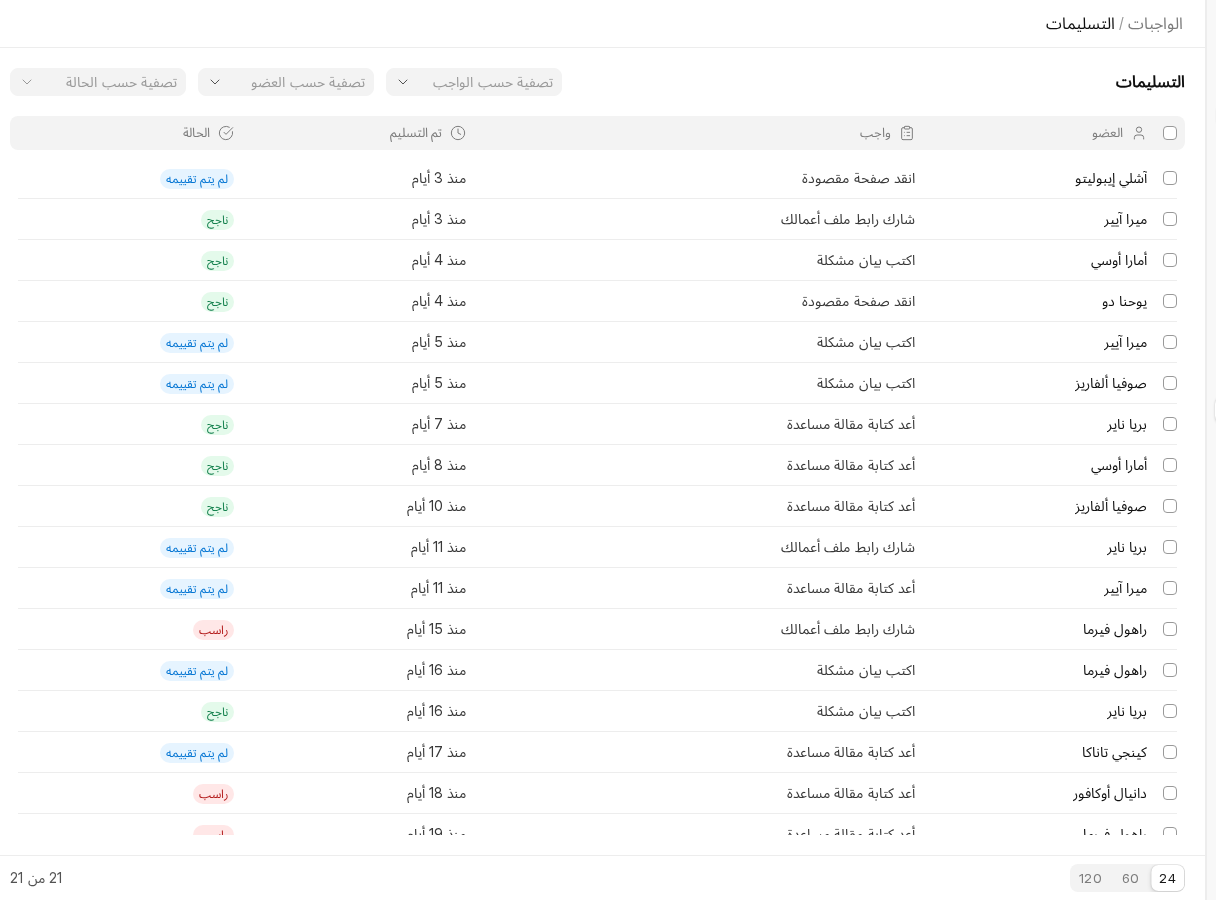 الواجبات / التسليمات
التسليمات
تصفية حسب الواجب
تصفية حسب العضو
تصفية حسب الحالة
العضو واجب تم التسليم الحالة
آشلي إيبوليتو انقد صفحة مقصودة منذ 3 أيام لم يتم تقييمه
ميرا آيير شارك رابط ملف أعمالك منذ 3 أيام ناجح
أمارا أوسي اكتب بيان مشكلة منذ 4 أيام ناجح
يوحنا دو انقد صفحة مقصودة منذ 4 أيام ناجح
ميرا آيير اكتب بيان مشكلة منذ 5 أيام لم يتم تقييمه
صوفيا ألفاريز اكتب بيان مشكلة منذ 5 أيام لم يتم تقييمه
بريا ناير أعد كتابة مقالة مساعدة منذ 7 أيام ناجح
أمارا أوسي أعد كتابة مقالة مساعدة منذ 8 أيام ناجح
صوفيا ألفاريز أعد كتابة مقالة مساعدة منذ 10 أيام ناجح
بريا ناير شارك رابط ملف أعمالك منذ 11 أيام لم يتم تقييمه
ميرا آيير أعد كتابة مقالة مساعدة منذ 11 أيام لم يتم تقييمه
راهول فيرما شارك رابط ملف أعمالك منذ 15 أيام راسب
راهول فيرما اكتب بيان مشكلة منذ 16 أيام لم يتم تقييمه
بريا ناير اكتب بيان مشكلة منذ 16 أيام ناجح
كينجي تاناكا أعد كتابة مقالة مساعدة منذ 17 أيام لم يتم تقييمه
دانيال أوكافور أعد كتابة مقالة مساعدة منذ 18 أيام راسب
راهول فيرما أعد كتابة مقالة مساعدة منذ 19 أيام راسب
24 60 120
21 من 21